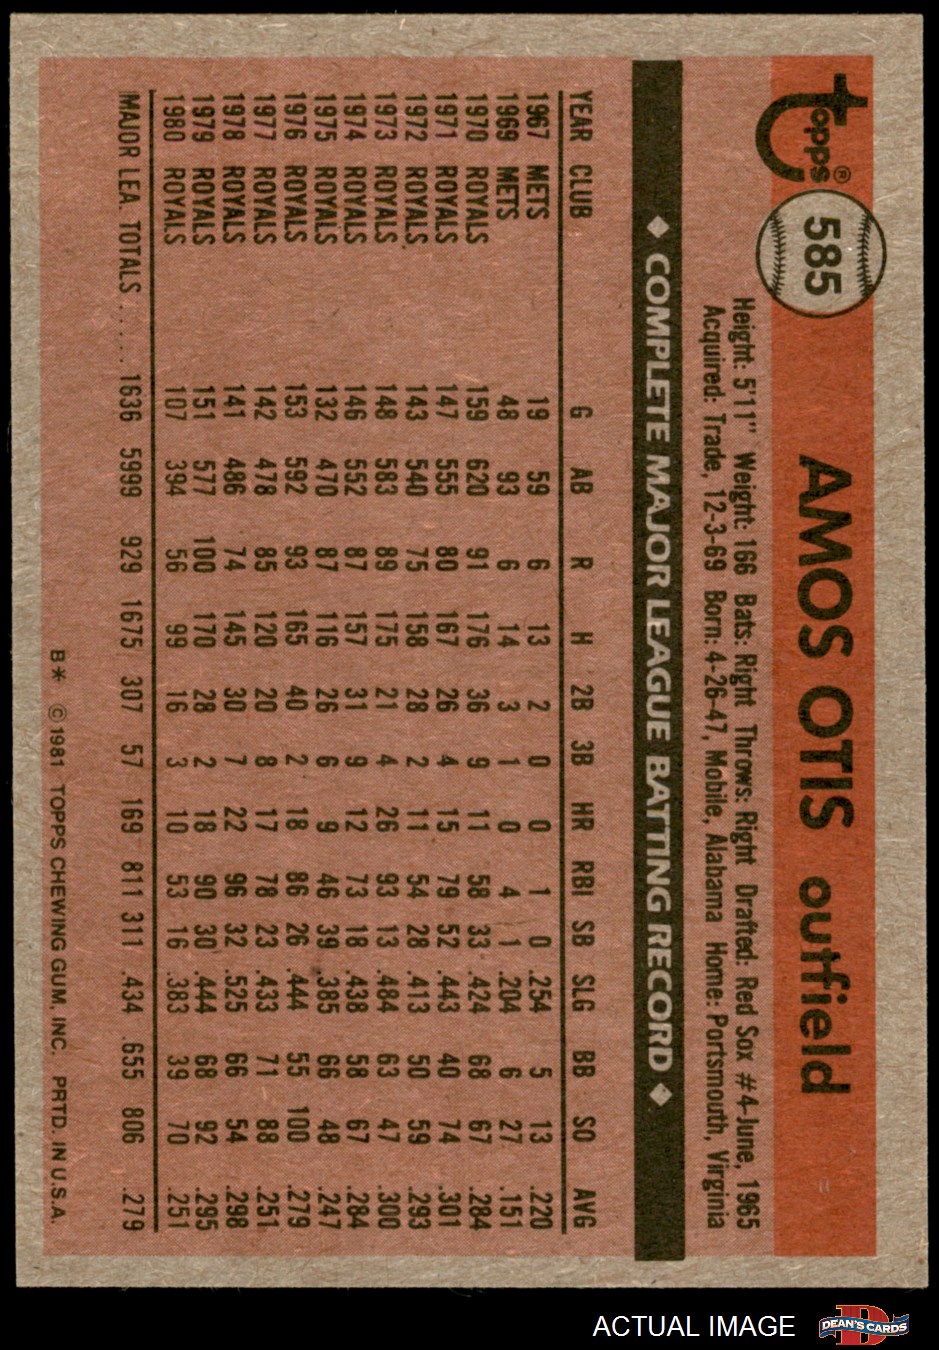 topps®
585
AMOS OTIS outfield
Height: 5'11" Weight: 166 Bats: Right Throws: Right Drafted: Red Sox #4-June, 1965
Acquired: Trade, 12-3-69 Born: 4-26-47, Mobile, Alabama Home: Portsmouth, Virginia
◆ COMPLETE MAJOR LEAGUE BATTING RECORD ◆
YEAR CLUB G AB R H 2B 3B HR RBI SB SLG BB SO AVG
1967 METS 19 59 6 13 2 0 0 1 0 .254 5 13 .220
1969 METS 48 93 6 14 3 1 0 4 1 .204 6 27 .151
1970 ROYALS 159 620 91 176 36 9 11 58 33 .424 68 67 .284
1971 ROYALS 147 555 80 167 26 4 15 79 52 .443 40 74 .301
1972 ROYALS 143 540 75 158 28 2 11 54 28 .413 50 59 .293
1973 ROYALS 148 583 89 175 21 4 26 93 13 .484 63 47 .300
1974 ROYALS 146 552 87 157 31 9 12 73 18 .438 58 67 .284
1975 ROYALS 132 470 87 116 26 6 9 46 39 .385 66 48 .247
1976 ROYALS 153 592 93 165 40 2 18 86 26 .444 55 100 .279
1977 ROYALS 142 478 85 120 20 8 17 78 23 .433 71 88 .251
1978 ROYALS 141 486 74 145 30 7 22 96 32 .525 66 54 .298
1979 ROYALS 151 577 100 170 28 2 18 90 30 .444 68 92 .295
1980 ROYALS 107 394 56 99 16 3 10 53 16 .383 39 70 .251
MAJOR LEA. TOTALS...... 1636 5999 929 1675 307 57 169 811 311 .434 655 806 .279
B* © 1981 TOPPS CHEWING GUM, INC. PRTD. IN U.S.A.
ACTUAL IMAGE
DEAN'S CARDS